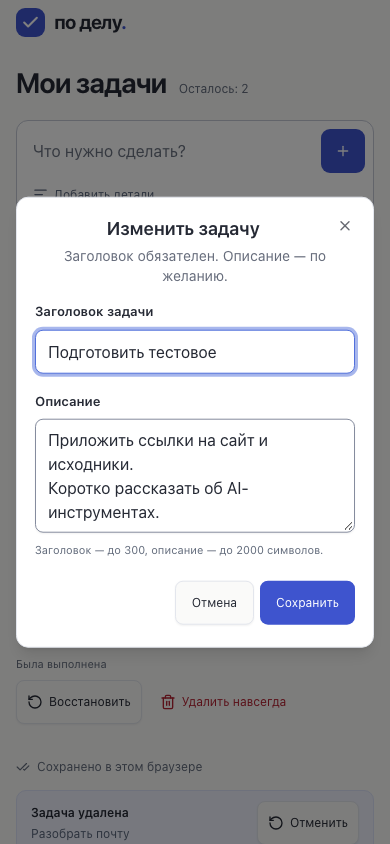 по делу.
Мои задачи
Осталось: 2
Что нужно сделать?
Добавить детали
Изменить задачу
Заголовок обязателен. Описание — по
желанию.
Заголовок задачи
Подготовить тестовое
Описание
Приложить ссылки на сайт и
исходники.
Коротко рассказать об AI-
инструментах.
Заголовок — до 300, описание — до 2000 символов.
Отмена
Сохранить
Была выполнена
Восстановить
Удалить навсегда
Сохранено в этом браузере
Задача удалена
Разобрать почту
Отменить